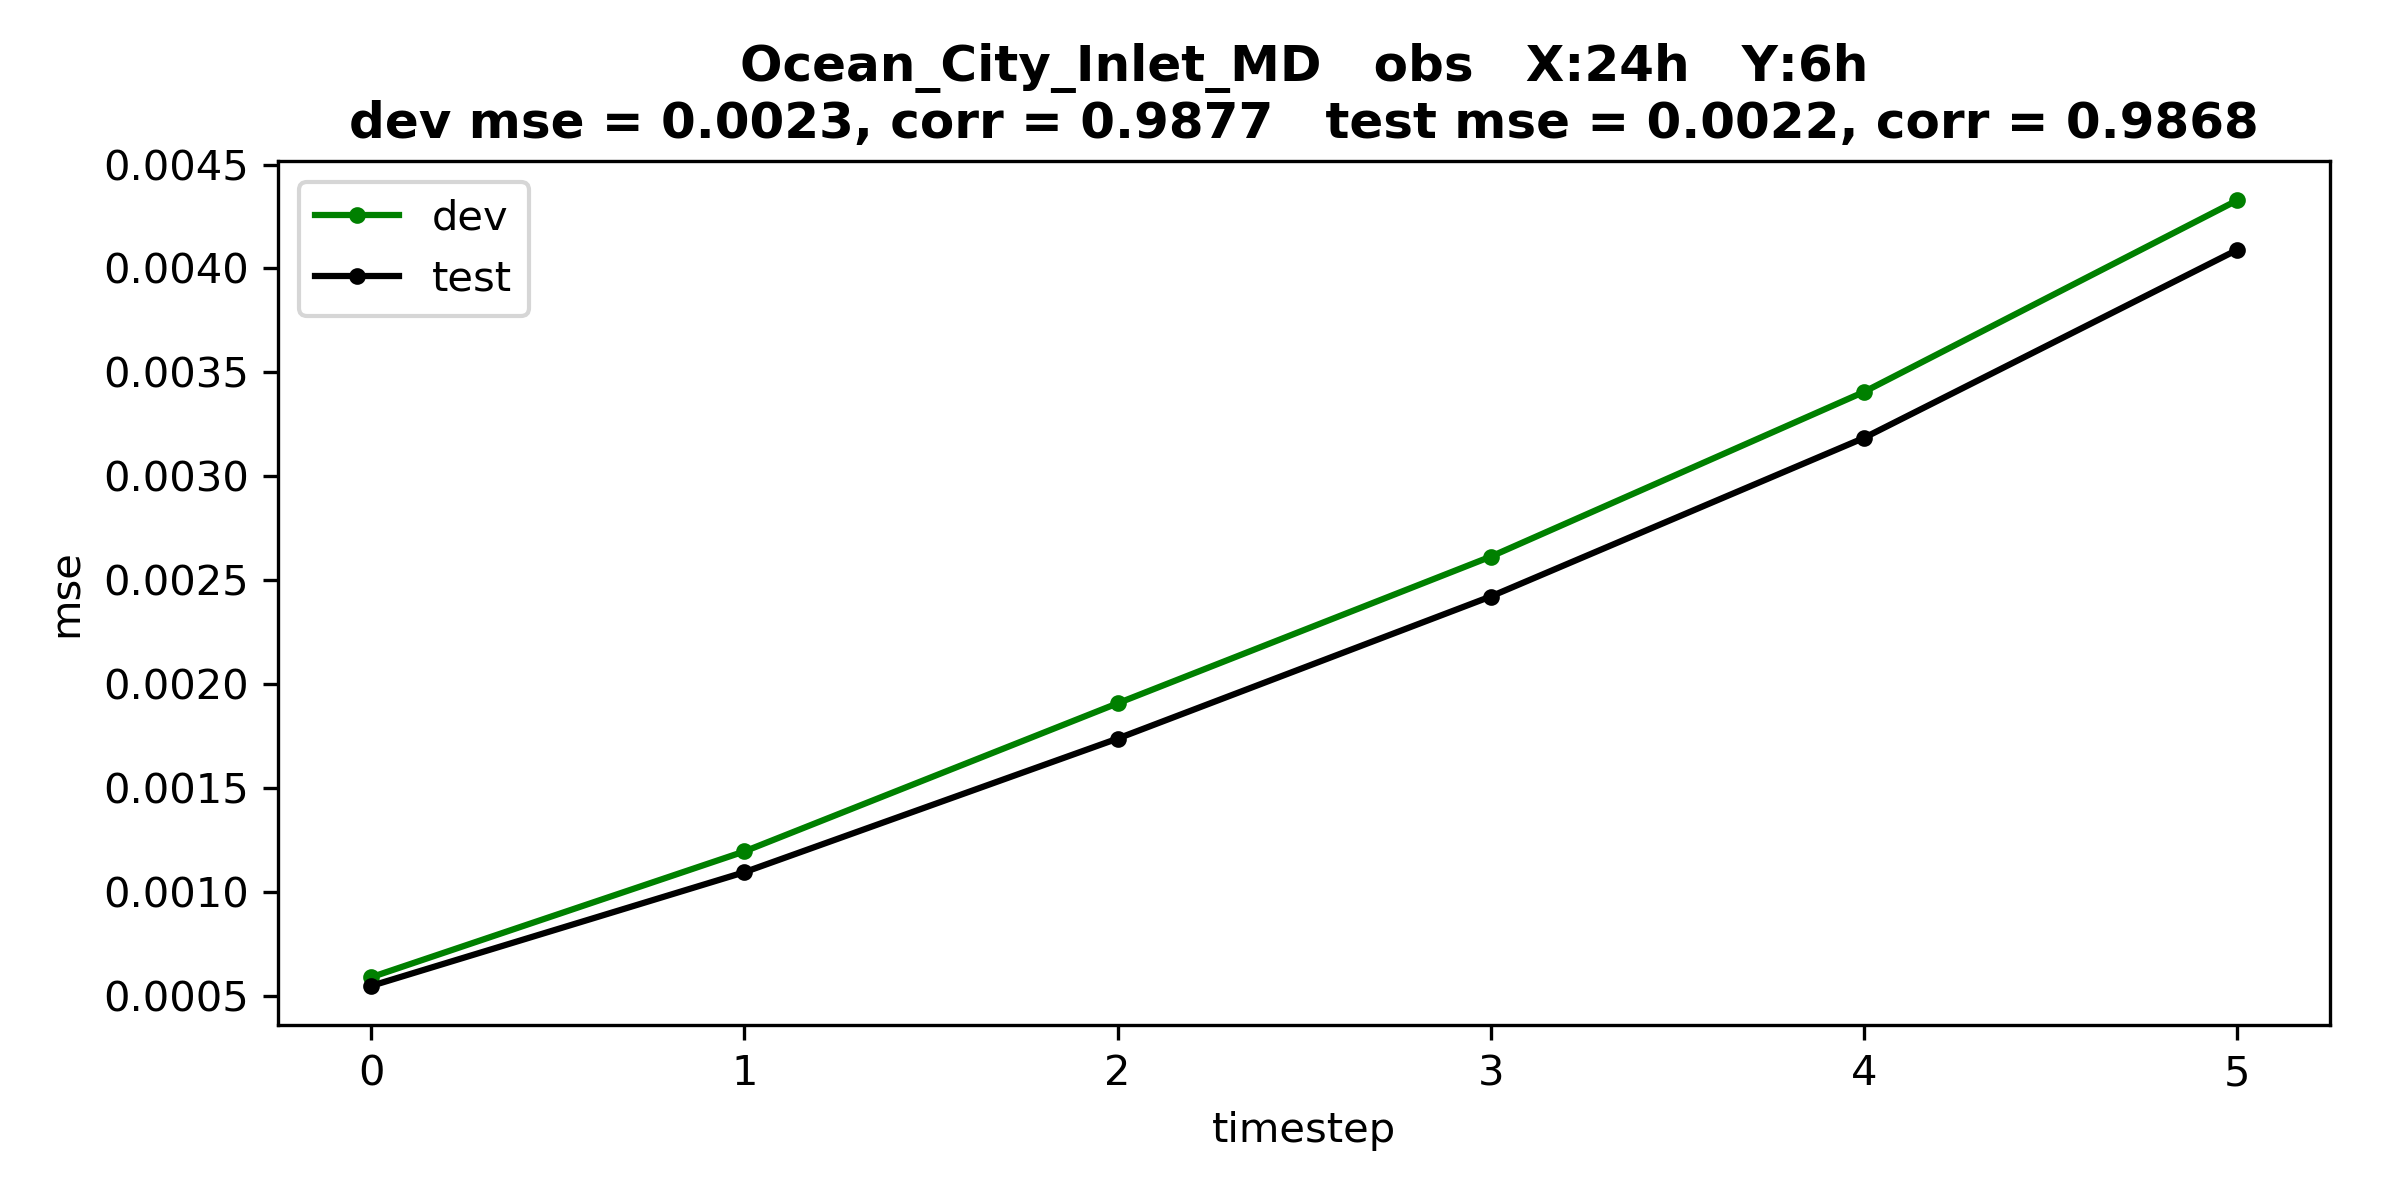 Ocean_City_Inlet_MD obs X:24h Y:6h
dev mse = 0.0023, corr = 0.9877 test mse = 0.0022, corr = 0.9868
dev
test
0.0045
0.0040
0.0035
0.0030
0.0025
0.0020
0.0015
0.0010
0.0005
mse
0 1 2 3 4 5
timestep